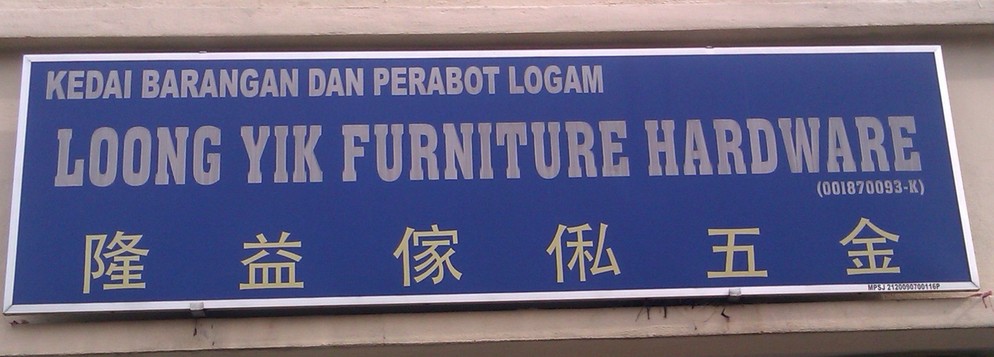 KEDAI BARANGAN DAN PERABOT LOGAM
LOONG YIK FURNITURE HARDWARE
(001870093-K)
隆益傢俬五金
MPSJ 2120090700116P